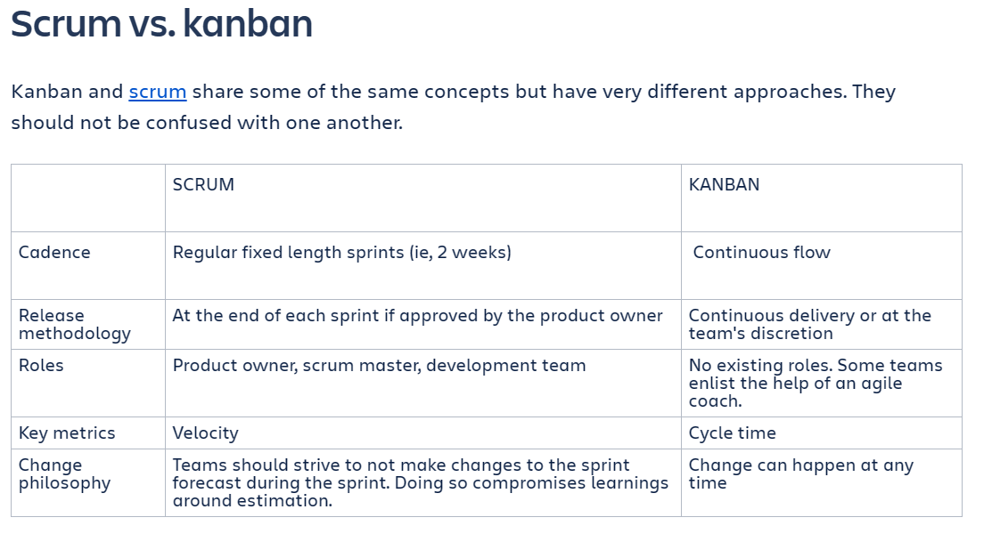 Scrum vs. kanban
Kanban and scrum share some of the same concepts but have very different approaches. They
should not be confused with one another.
SCRUM
KANBAN
Cadence
Regular fixed length sprints (ie, 2 weeks)
Continuous flow
Release
methodology
At the end of each sprint if approved by the product owner
Continuous delivery or at the
team's discretion
Roles
Product owner, scrum master, development team
No existing roles. Some teams
enlist the help of an agile
coach.
Key metrics
Velocity
Cycle time
Change
philosophy
Teams should strive to not make changes to the sprint
forecast during the sprint. Doing so compromises learnings
around estimation.
Change can happen at any
time